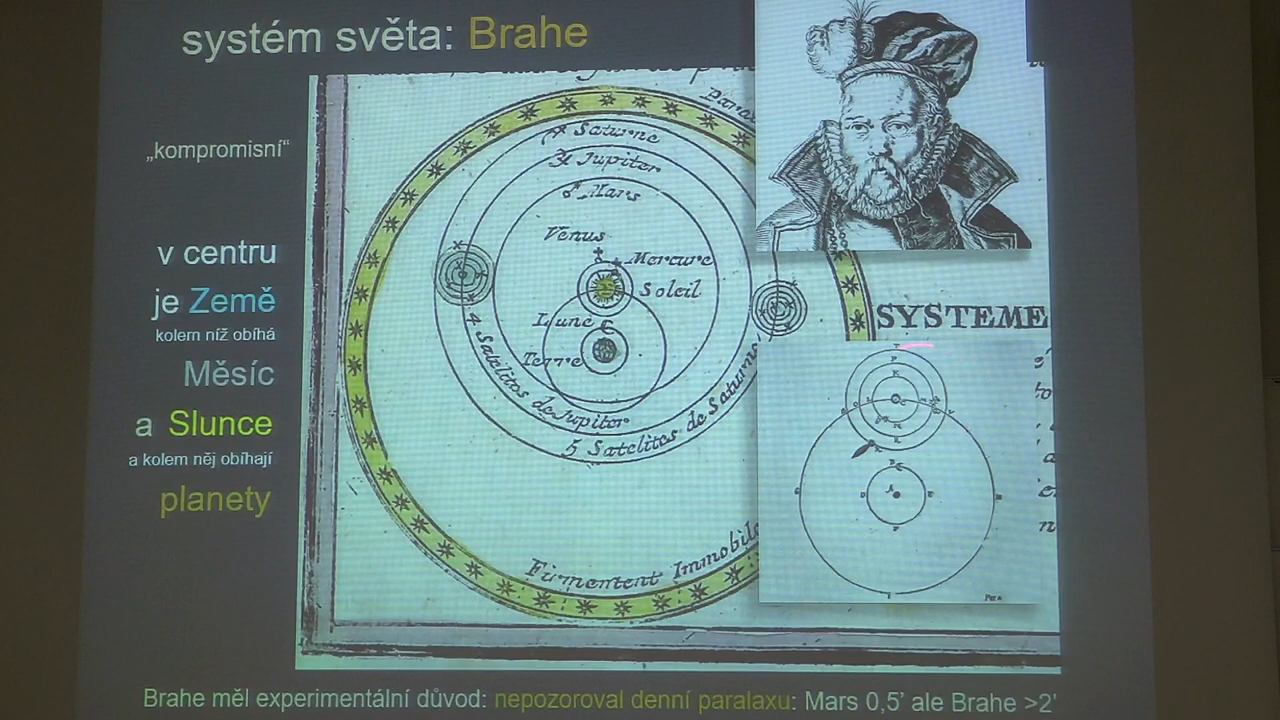 systém světa: Brahe
„kompromisní“
v centru
je Země
kolem níž obíhá
Měsíc
a Slunce
a kolem něj obíhají
planety
Saturne
Jupiter
Mars
Venus
Mercure
Soleil
Lune
Terre
4 Satelites de Jupiter
5 Satelites de Saturne
Firmement Immobile
SYSTEME
Brahe měl experimentální důvod: nepozoroval denní paralaxu: Mars 0,5' ale Brahe >2'